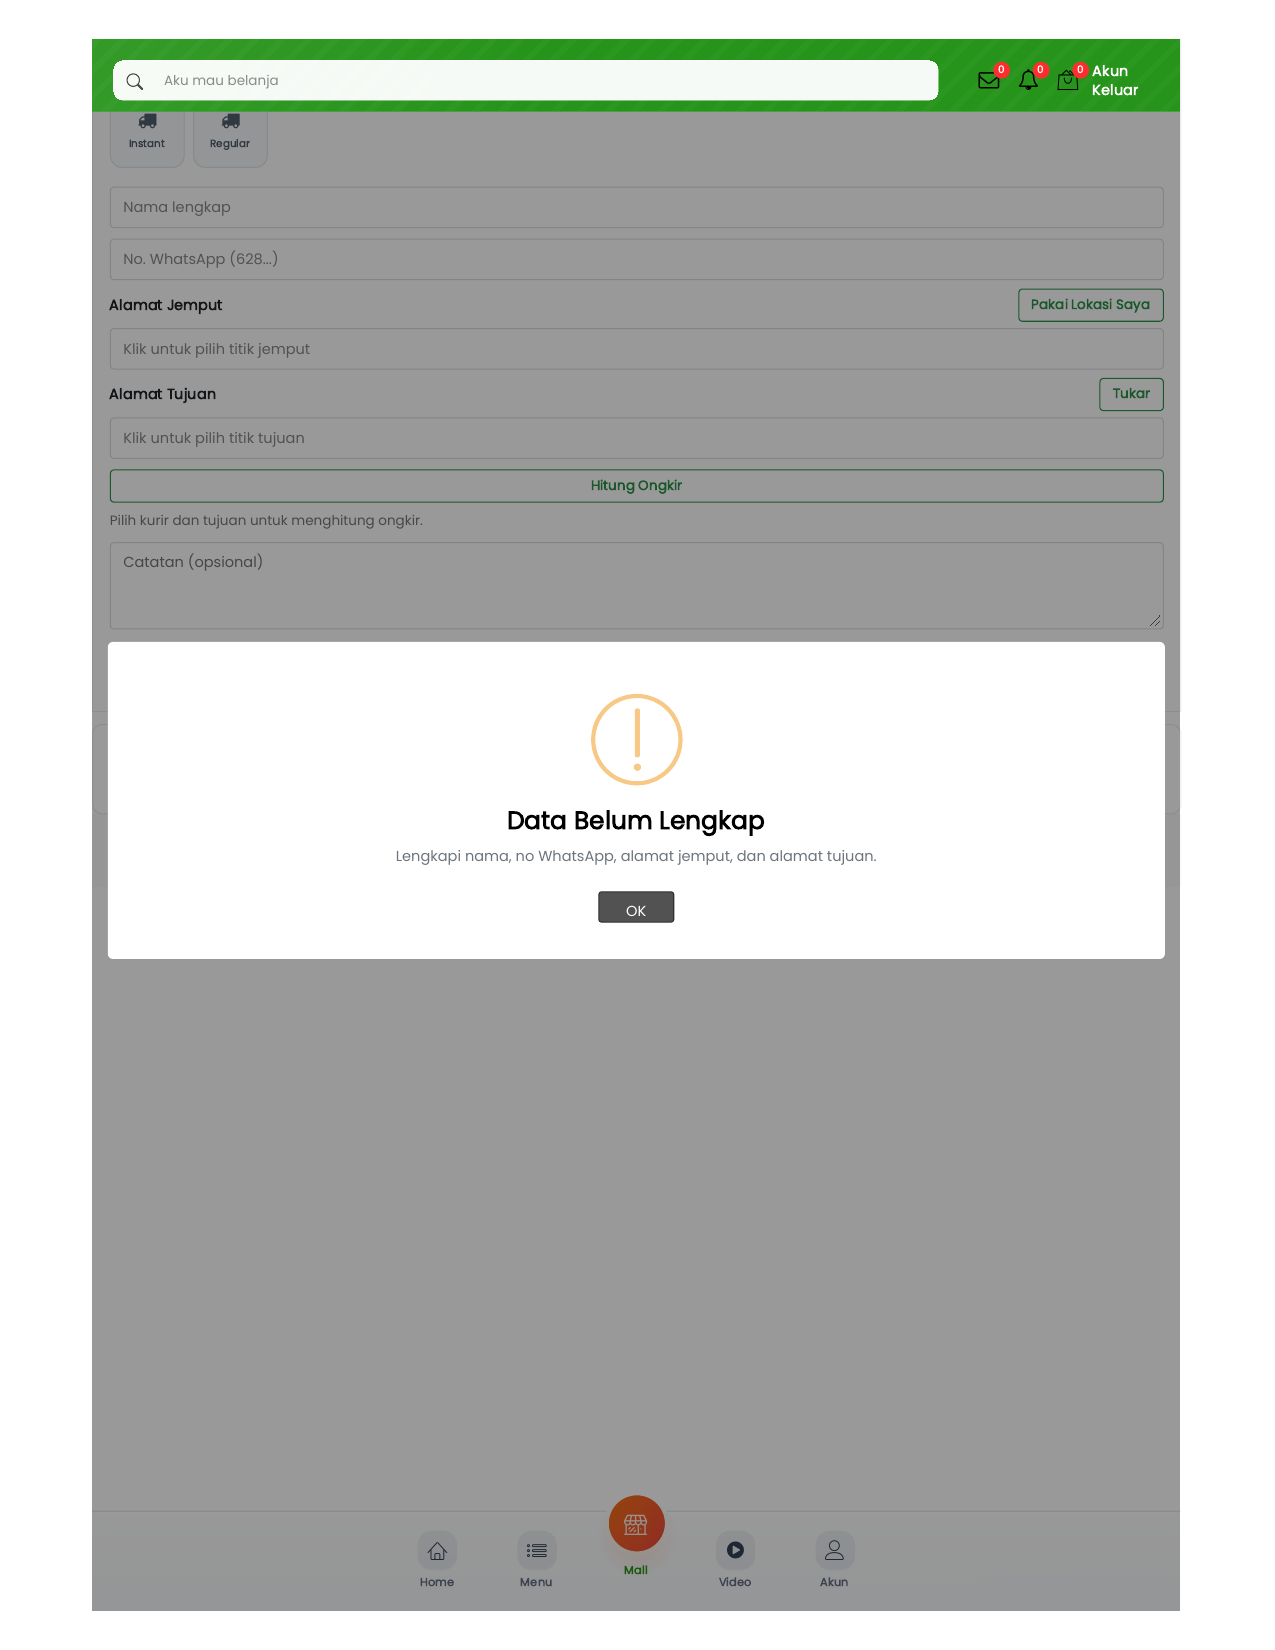 Aku mau belanja
0
0
0
Akun
Keluar
Instant
Regular
Nama lengkap
No. WhatsApp (628...)
Alamat Jemput
Pakai Lokasi Saya
Klik untuk pilih titik jemput
Alamat Tujuan
Tukar
Klik untuk pilih titik tujuan
Hitung Ongkir
Pilih kurir dan tujuan untuk menghitung ongkir.
Catatan (opsional)
Data Belum Lengkap
Lengkapi nama, no WhatsApp, alamat jemput, dan alamat tujuan.
OK
Home
Menu
Mall
Video
Akun